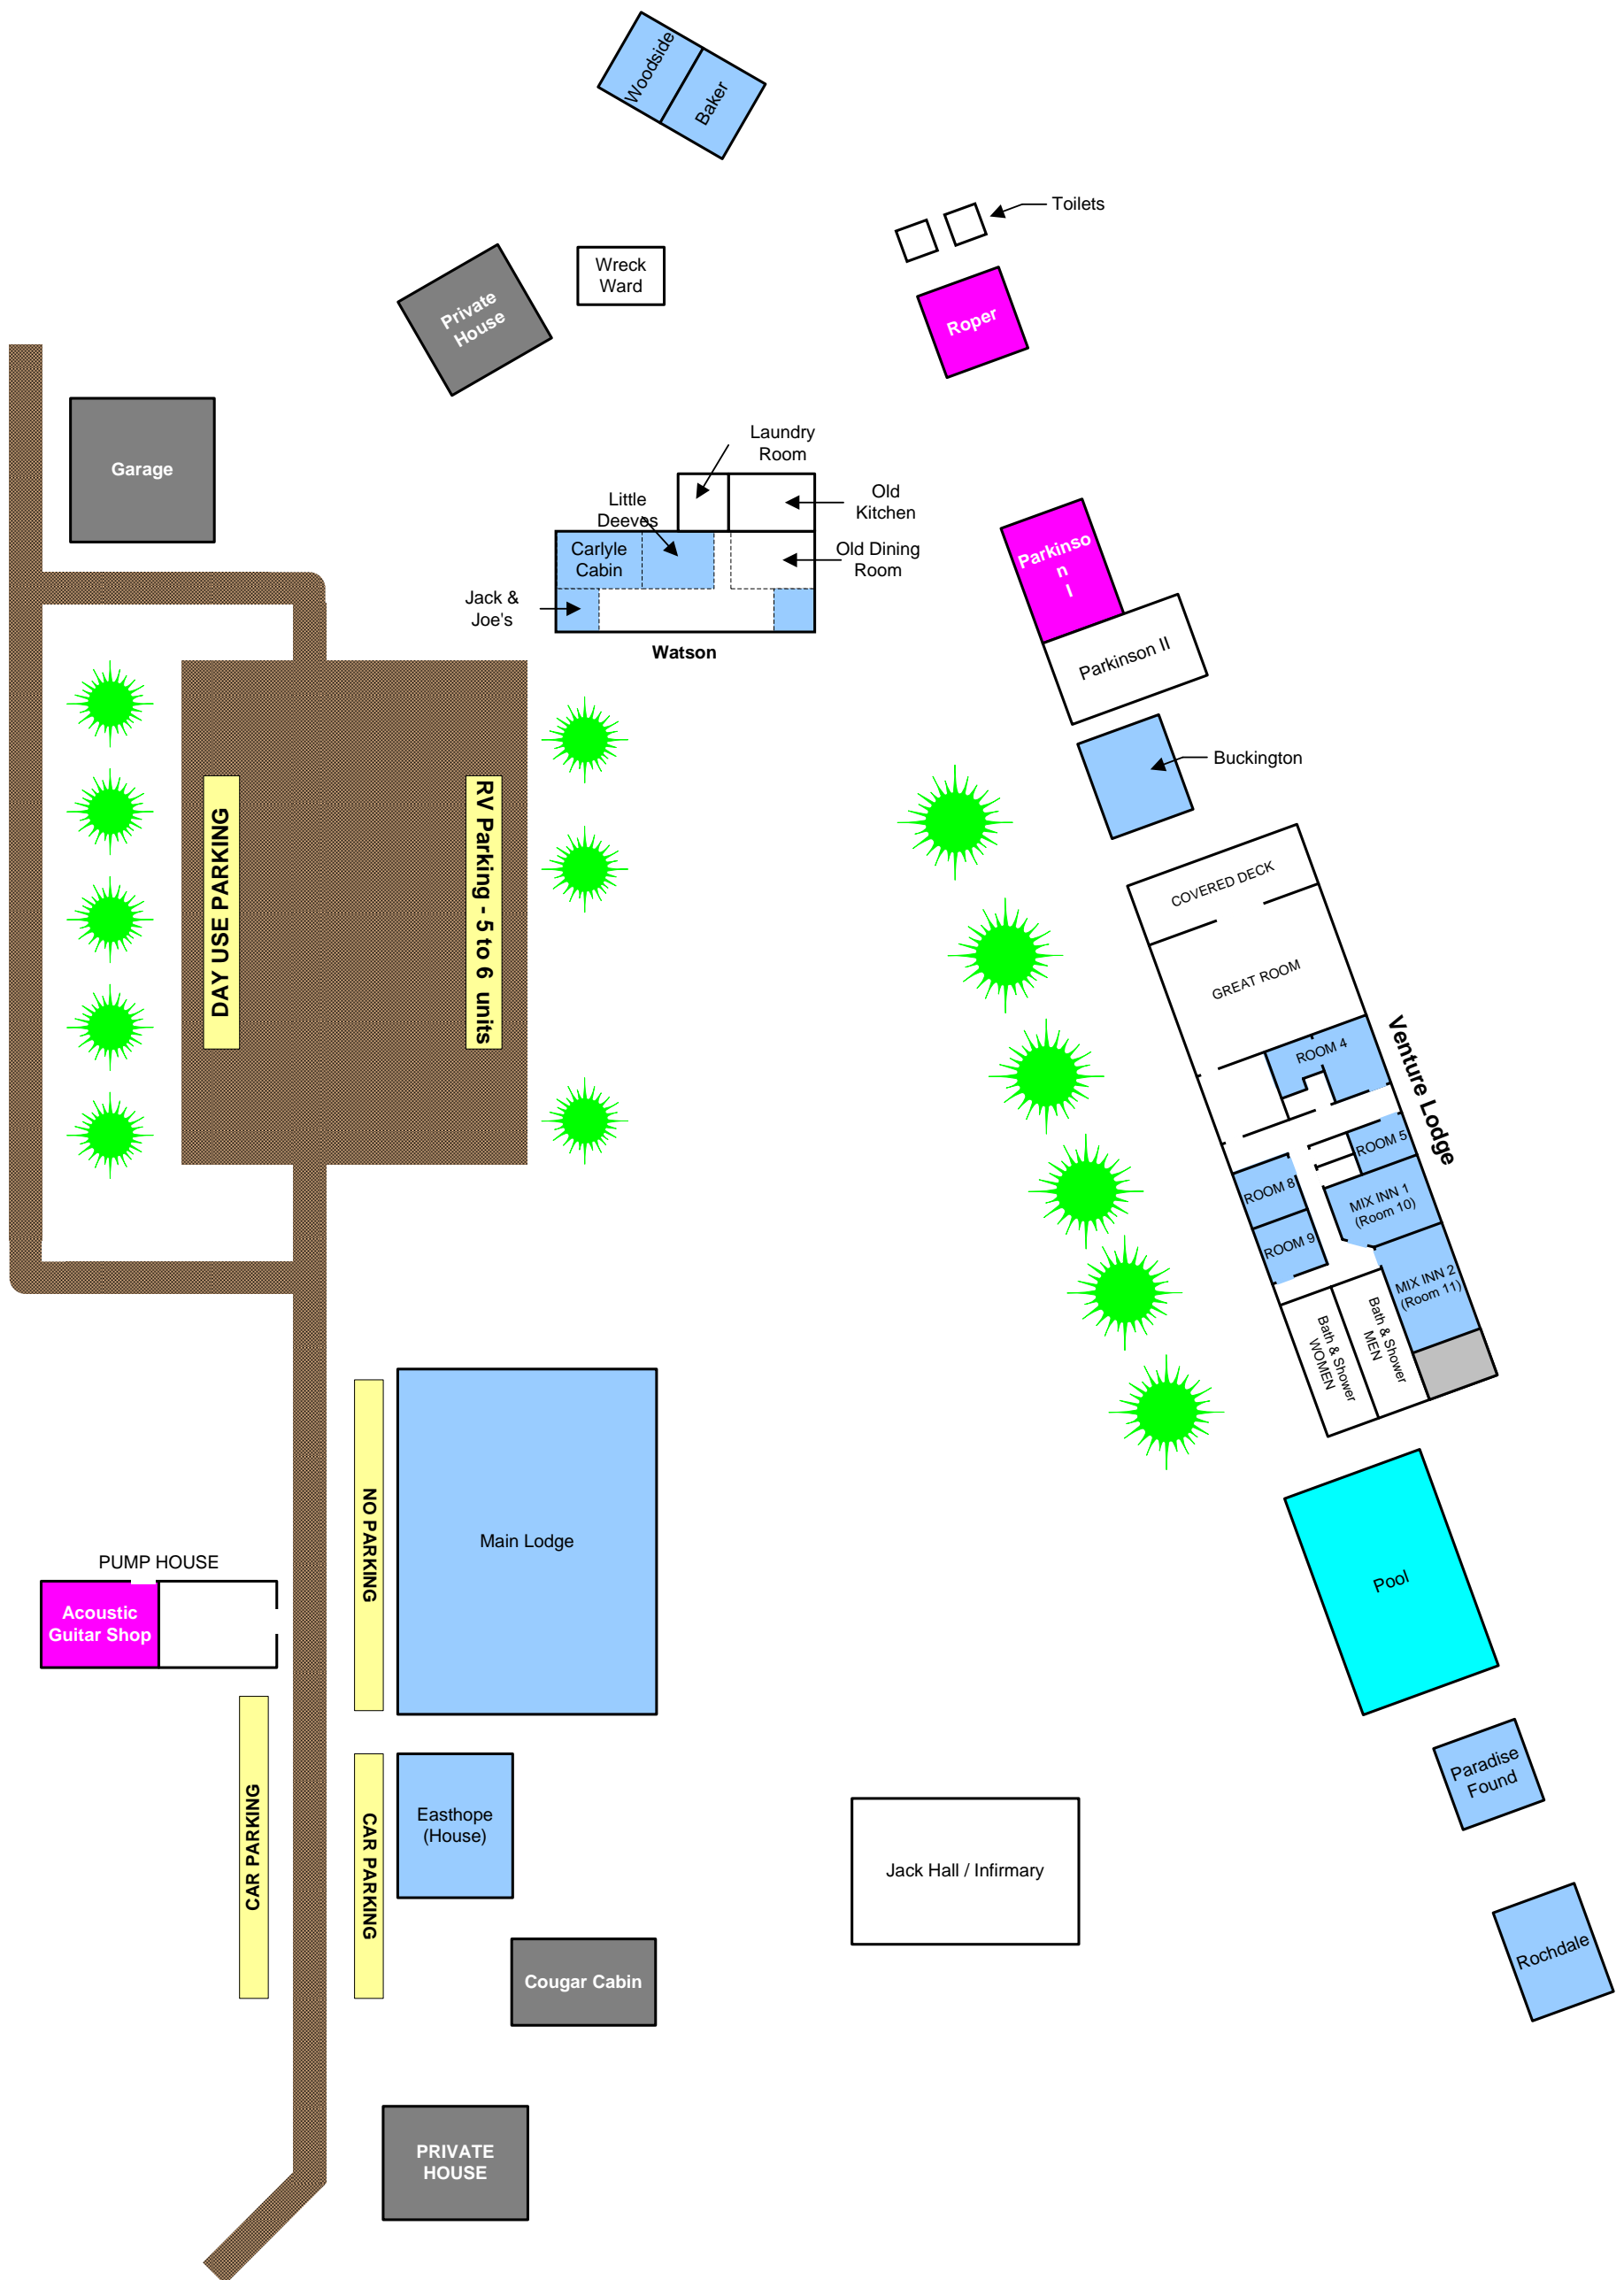 Woodside
Baker
Toilets
Wreck
Ward
Private
House
Roper
Garage
Laundry
Room
Little
Deeves
Old
Kitchen
Carlyle
Cabin
Old Dining
Room
Jack &
Joe's
Watson
Parkinso
n
I
Parkinson II
Buckington
DAY USE PARKING
RV Parking - 5 to 6 units
COVERED DECK
GREAT ROOM
ROOM 4
Venture Lodge
ROOM 5
ROOM 8
MIX INN 1
(Room 10)
ROOM 9
MIX INN 2
(Room 11)
Bath & Shower
WOMEN
Bath & Shower
MEN
NO PARKING
Main Lodge
PUMP HOUSE
Acoustic
Guitar Shop
Pool
CAR PARKING
CAR PARKING
Easthope
(House)
Paradise
Found
Jack Hall / Infirmary
Rochdale
Cougar Cabin
PRIVATE
HOUSE